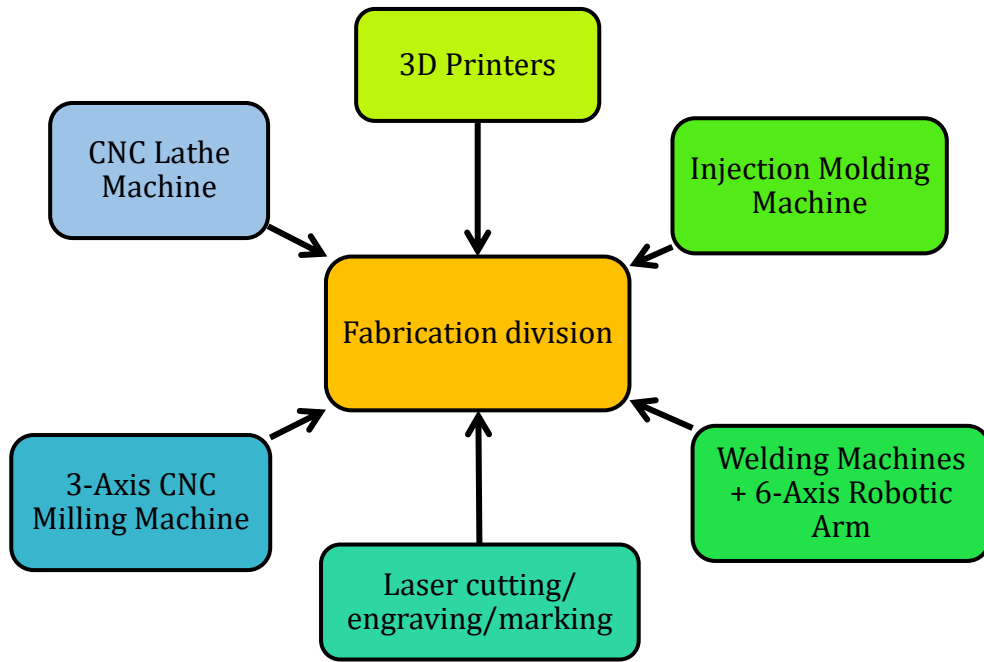 3D Printers
CNC Lathe
Machine
Injection Molding
Machine
Fabrication division
3-Axis CNC
Milling Machine
Welding Machines
+ 6-Axis Robotic
Arm
Laser cutting/
engraving/marking